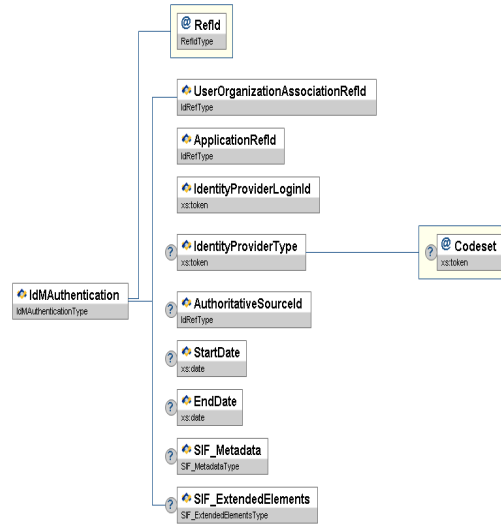 @ RefId
RefIdType
UserOrganizationAssociationRefId
IdRefType
ApplicationRefId
IdRefType
IdentityProviderLoginId
xs:token
? IdentityProviderType
xs:token
? @ Codeset
xs:token
IdMAuthentication
IdMAuthenticationType
? AuthoritativeSourceId
IdRefType
? StartDate
xs:date
? EndDate
xs:date
? SIF_Metadata
SIF_MetadataType
? SIF_ExtendedElements
SIF_ExtendedElementsType